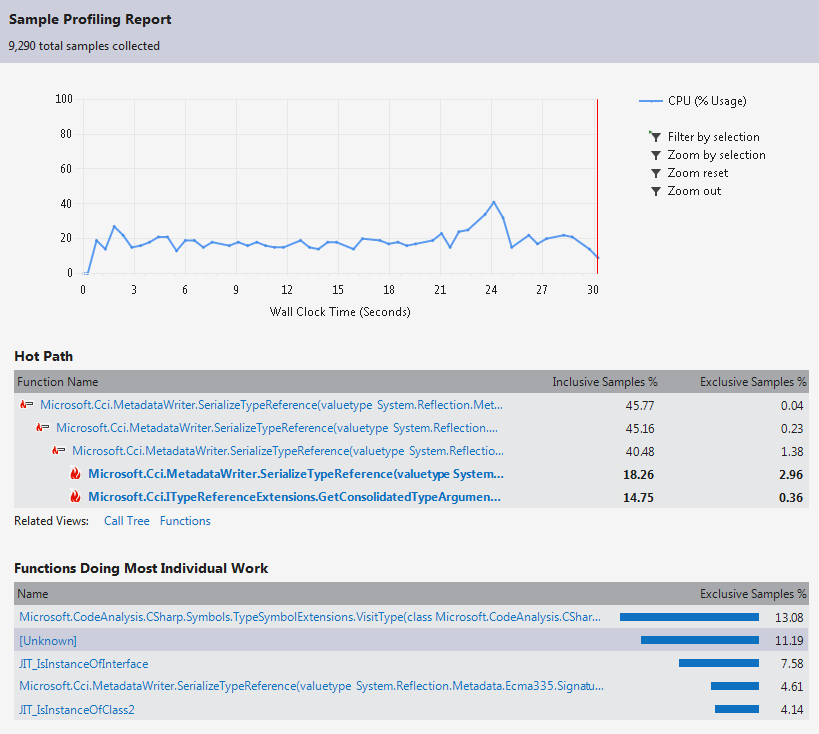 Sample Profiling Report
9,290 total samples collected
100
80
60
40
20
0
0 3 6 9 12 15 18 21 24 27 30
Wall Clock Time (Seconds)
CPU (% Usage)
Filter by selection
Zoom by selection
Zoom reset
Zoom out
Hot Path
Function Name Inclusive Samples % Exclusive Samples %
Microsoft.Cci.MetadataWriter.SerializeTypeReference(valuetype System.Reflection.Met... 45.77 0.04
Microsoft.Cci.MetadataWriter.SerializeTypeReference(valuetype System.Reflection.... 45.16 0.23
Microsoft.Cci.MetadataWriter.SerializeTypeReference(valuetype System.Reflectio... 40.48 1.38
Microsoft.Cci.MetadataWriter.SerializeTypeReference(valuetype System.... 18.26 2.96
Microsoft.Cci.ITypeReferenceExtensions.GetConsolidatedTypeArgumen... 14.75 0.36
Related Views: Call Tree Functions
Functions Doing Most Individual Work
Name Exclusive Samples %
Microsoft.CodeAnalysis.CSharp.Symbols.TypeSymbolExtensions.VisitType(class Microsoft.CodeAnalysis.CShar... 13.08
[Unknown] 11.19
JIT_IsInstanceOfInterface 7.58
Microsoft.Cci.MetadataWriter.SerializeTypeReference(valuetype System.Reflection.Metadata.Ecma335.Signatu... 4.61
JIT_IsInstanceOfClass2 4.14